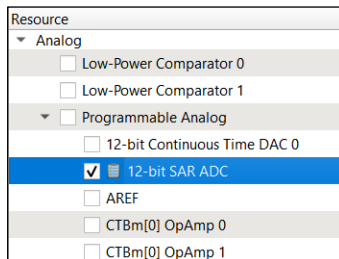 Resource
Analog
Low-Power Comparator 0
Low-Power Comparator 1
Programmable Analog
12-bit Continuous Time DAC 0
12-bit SAR ADC
AREF
CTBm[0] OpAmp 0
CTBm[0] OpAmp 1